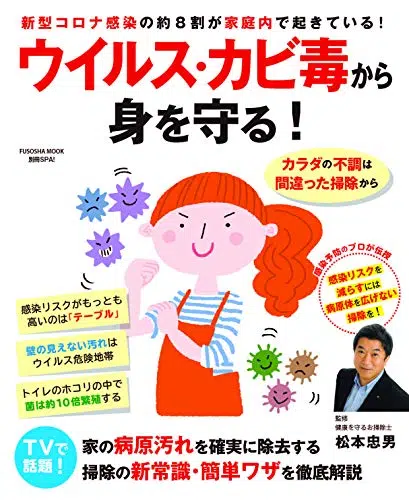 新型コロナ感染の約8割が家庭内で起きている!
ウイルス・カビ毒から
身を守る!
FUSOSHA MOOK
別冊SPA!
カラダの不調は
間違った掃除から
感染予防のプロが伝授
感染リスクを
減らすには
病原体を広げない
掃除を!
感染リスクがもっとも
高いのは「テーブル」
壁の見えない汚れは
ウイルス危険地帯
トイレのホコリの中で
菌は約10倍繁殖する
監修
健康を守るお掃除士
松本忠男
TVで
話題!
家の病原汚れを確実に除去する
掃除の新常識・簡単ワザを徹底解説